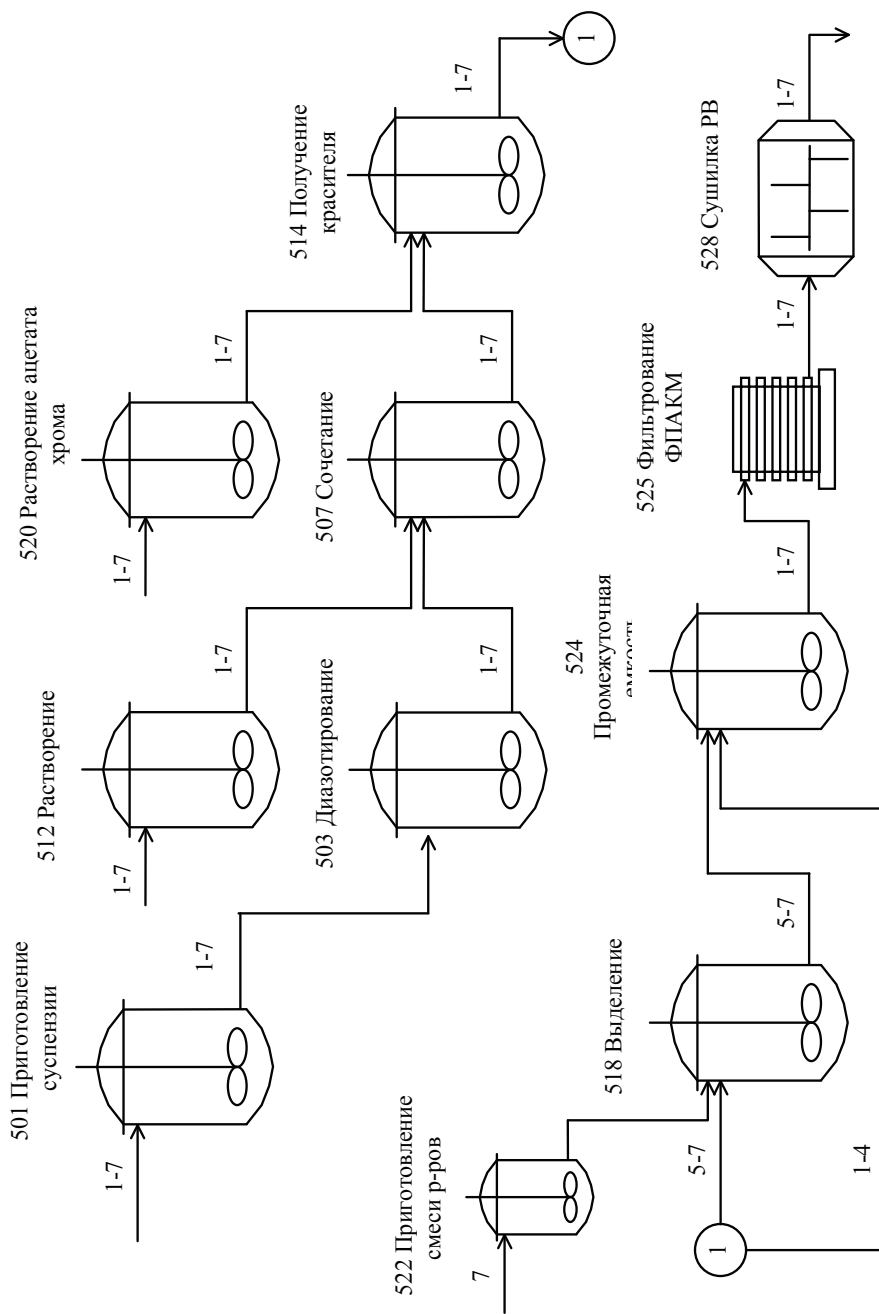 501 Приготовление
суспензии
1-7
1-7
512 Растворение
1-7
1-7
520 Растворение ацетата
хрома
1-7
1-7
503 Диазотирование
1-7
507 Сочетание
1-7
514 Получение
красителя
1-7
1
522 Приготовление
смеси р-ров
7
518 Выделение
5-7
5-7
1
1-4
524
Промежуточная
емкость
1-7
525 Фильтрование
ФПАКМ
1-7
528 Сушилка РВ
1-7